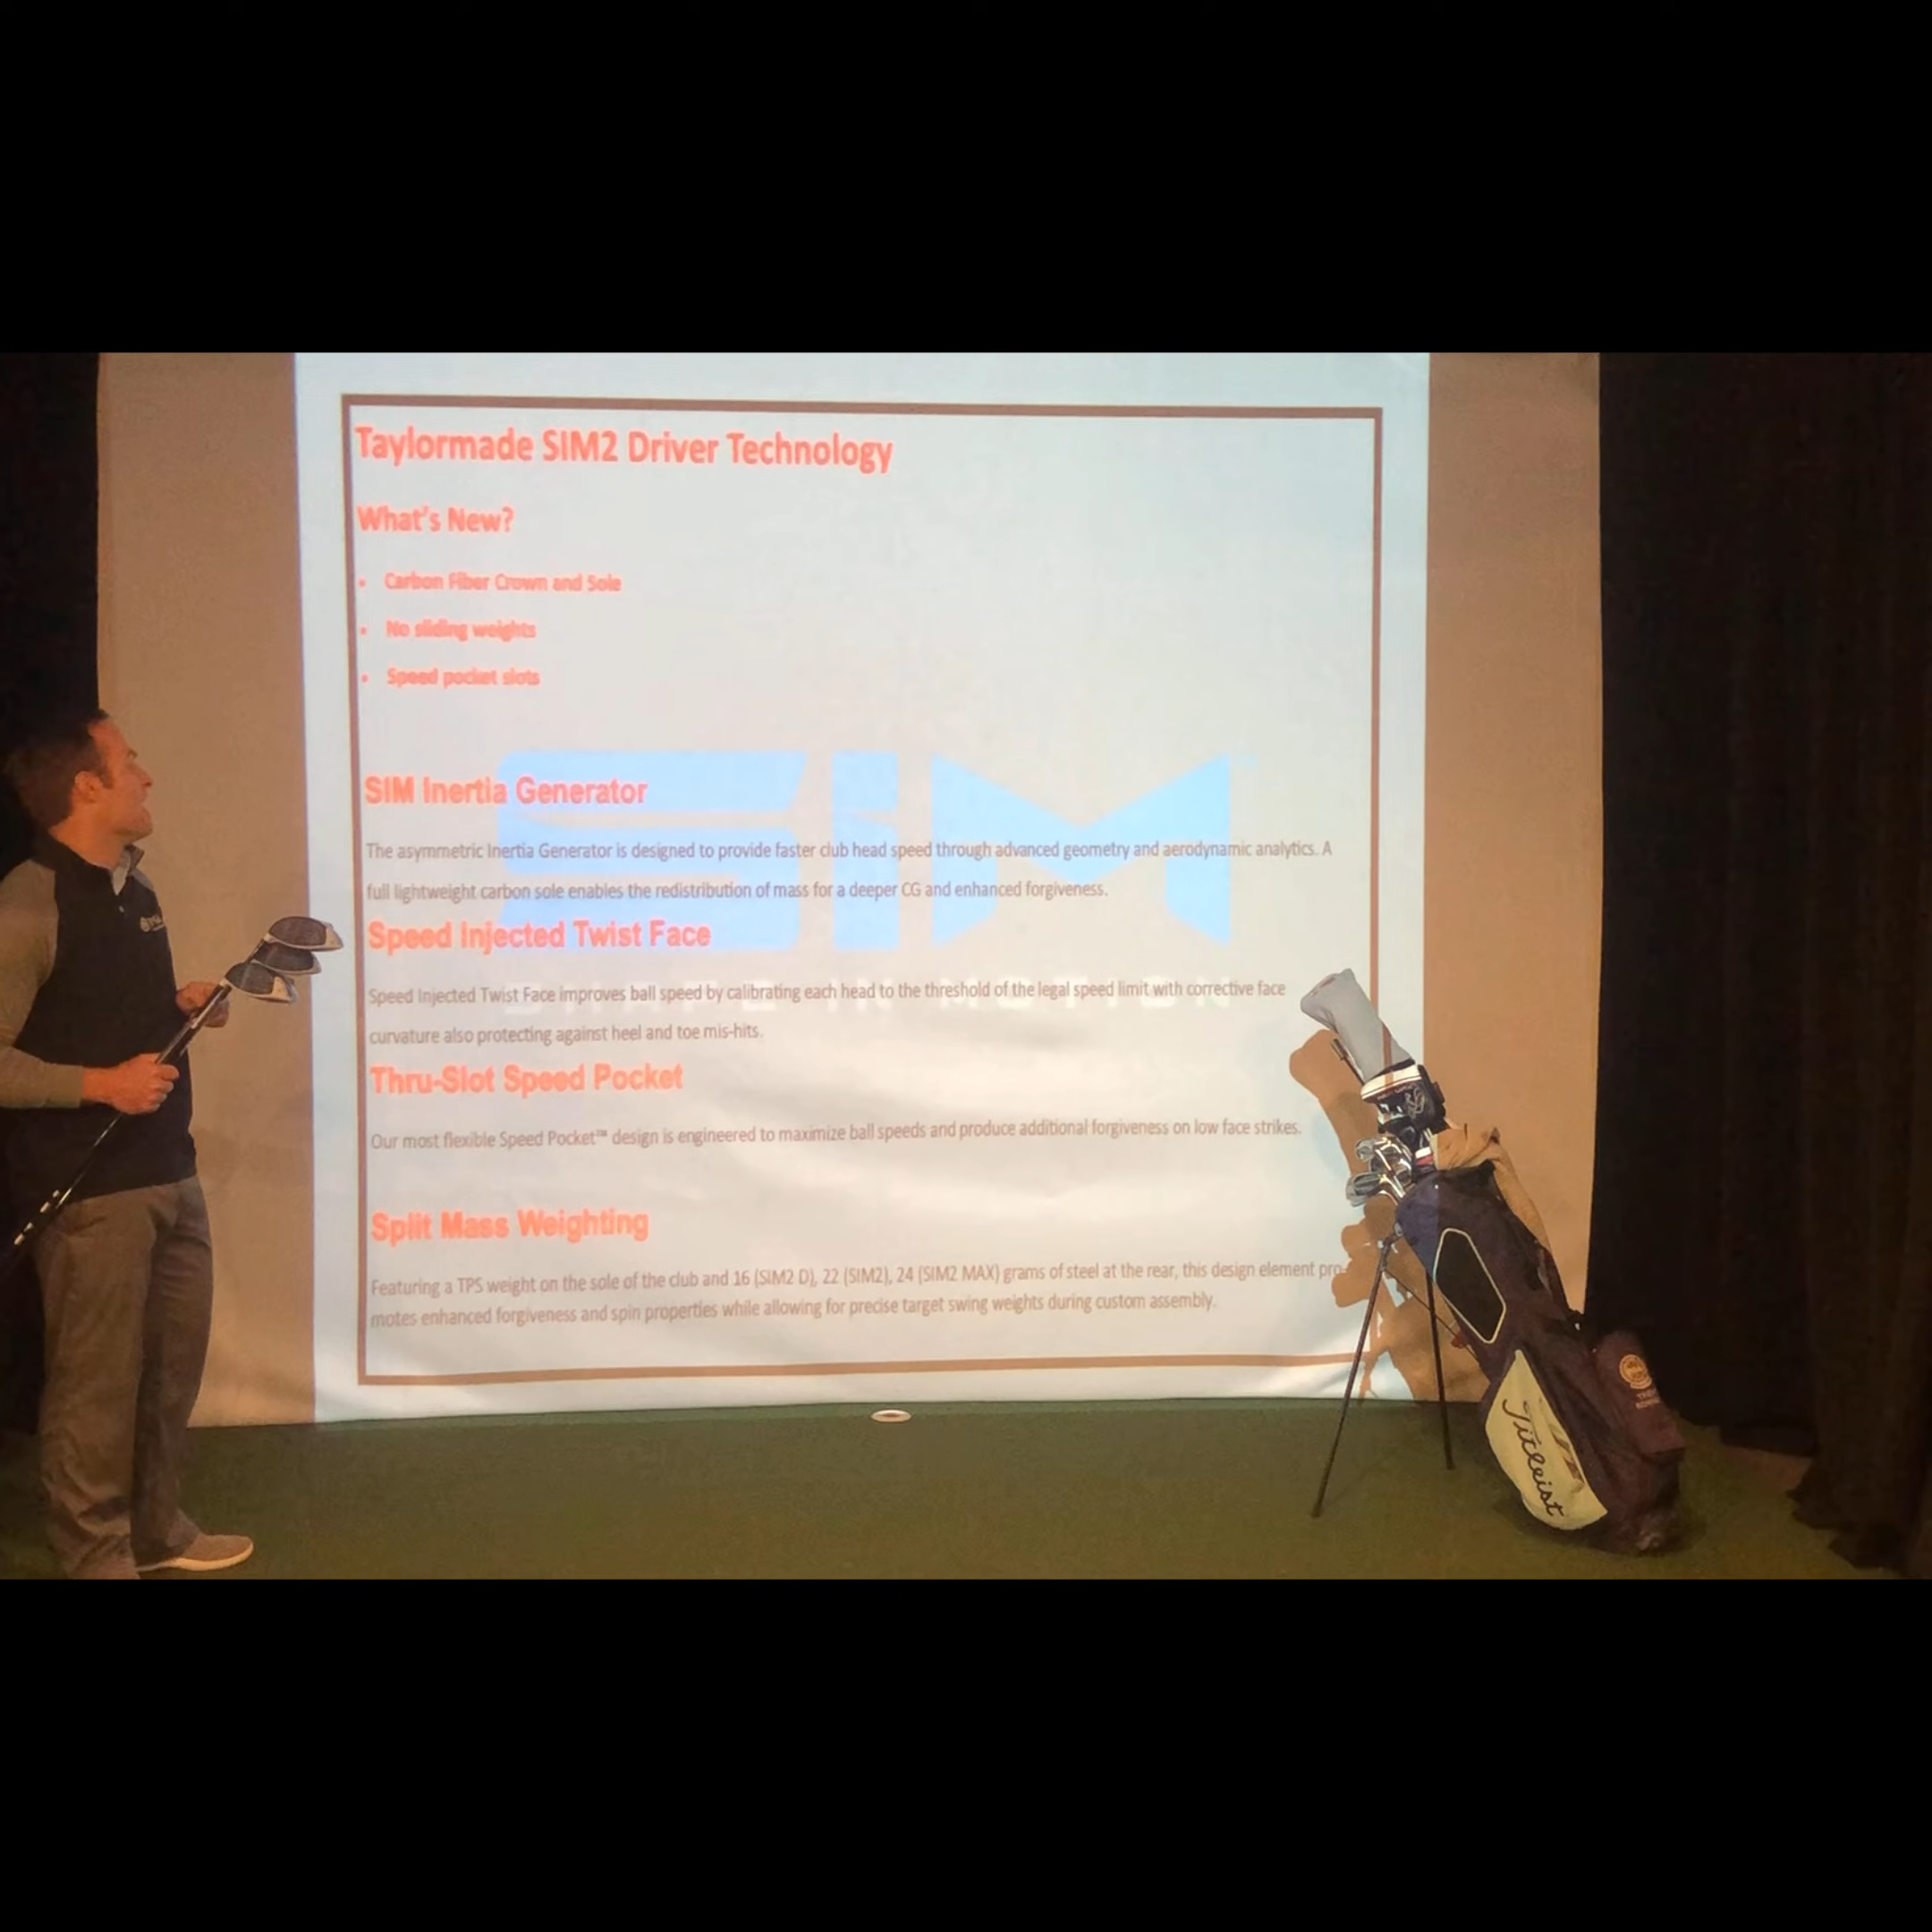 Taylormade SIM2 Driver Technology
What's New?
• Carbon Fiber Crown and Sole
• No sliding weights
• Speed pocket slots
SIM
SIM Inertia Generator
The asymmetric Inertia Generator is designed to provide faster club head speed through advanced geometry and aerodynamic analytics. A
full lightweight carbon sole enables the redistribution of mass for a deeper CG and enhanced forgiveness.
Speed Injected Twist Face
SHAPE IN MOTION
Speed Injected Twist Face improves ball speed by calibrating each head to the threshold of the legal speed limit with corrective face
curvature also protecting against heel and toe mis-hits.
Thru-Slot Speed Pocket
Our most flexible Speed Pocket™ design is engineered to maximize ball speeds and produce additional forgiveness on low face strikes.
Split Mass Weighting
Featuring a TPS weight on the sole of the club and 16 (SIM2 D), 22 (SIM2), 24 (SIM2 MAX) grams of steel at the rear, this design element pro-
motes enhanced forgiveness and spin properties while allowing for precise target swing weights during custom assembly.
Titleist